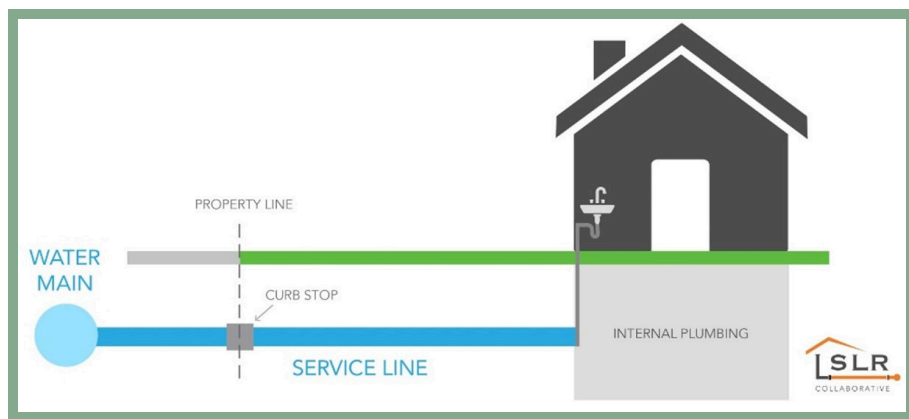 PROPERTY LINE
WATER
MAIN
CURB STOP
INTERNAL PLUMBING
SERVICE LINE
LSLR
COLLABORATIVE